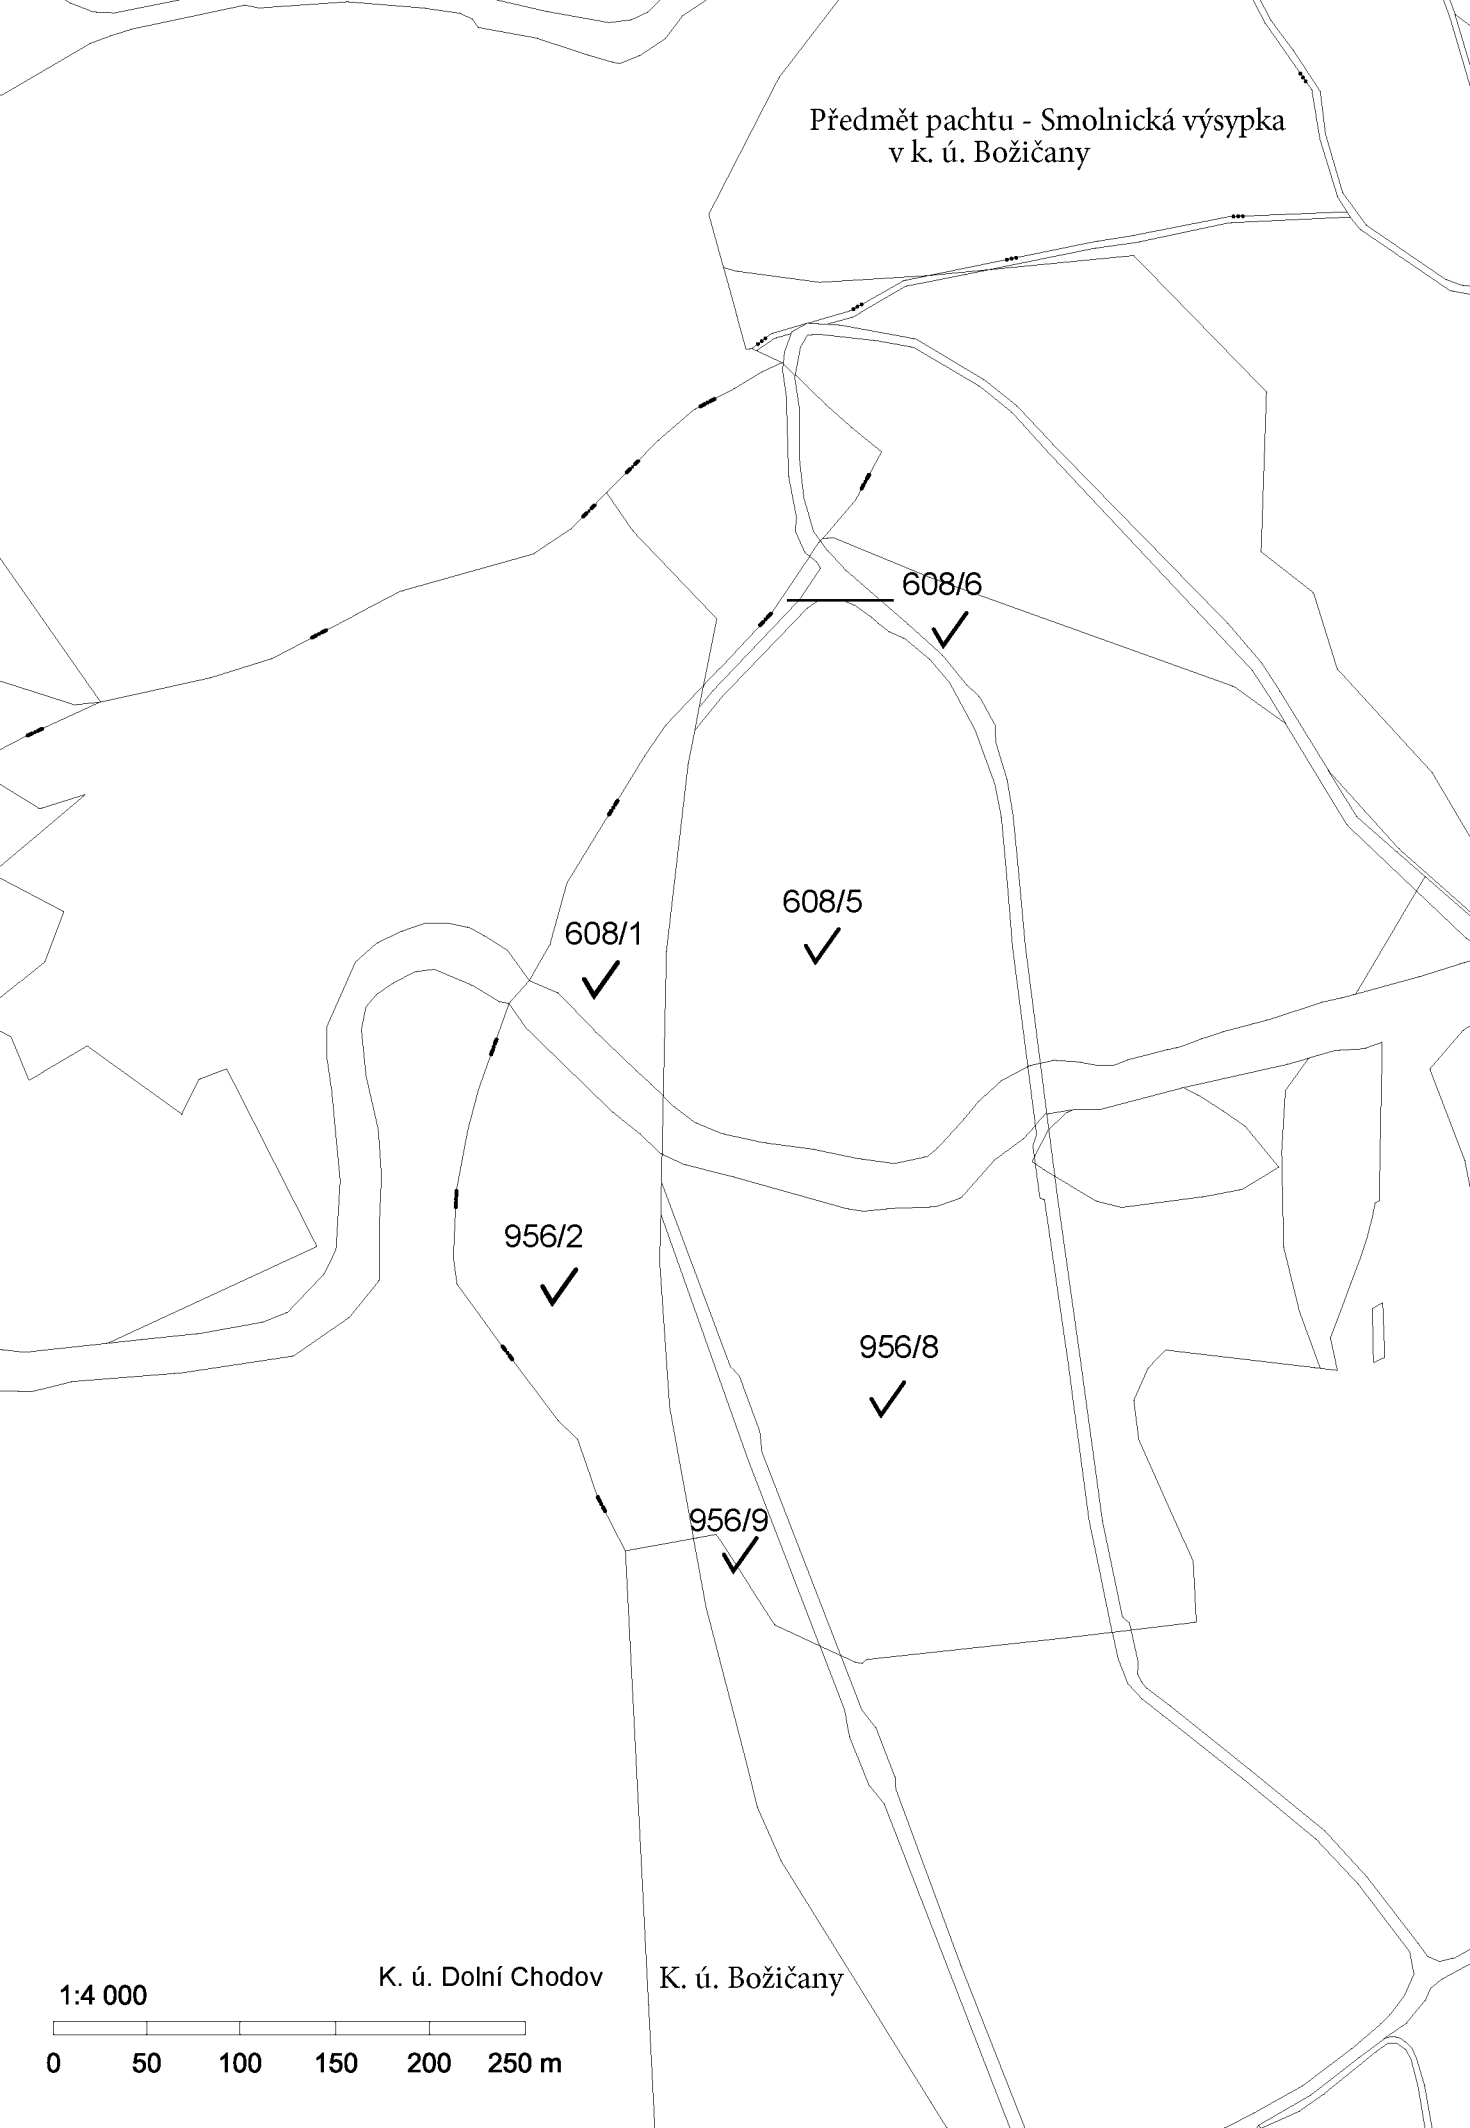 Předmět pachtu - Smolnická výsypka
v k. ú. Božičany
608/6
608/5
608/1
956/2
956/8
956/9
K. ú. Dolní Chodov
K. ú. Božičany
1:4 000
0 50 100 150 200 250 m